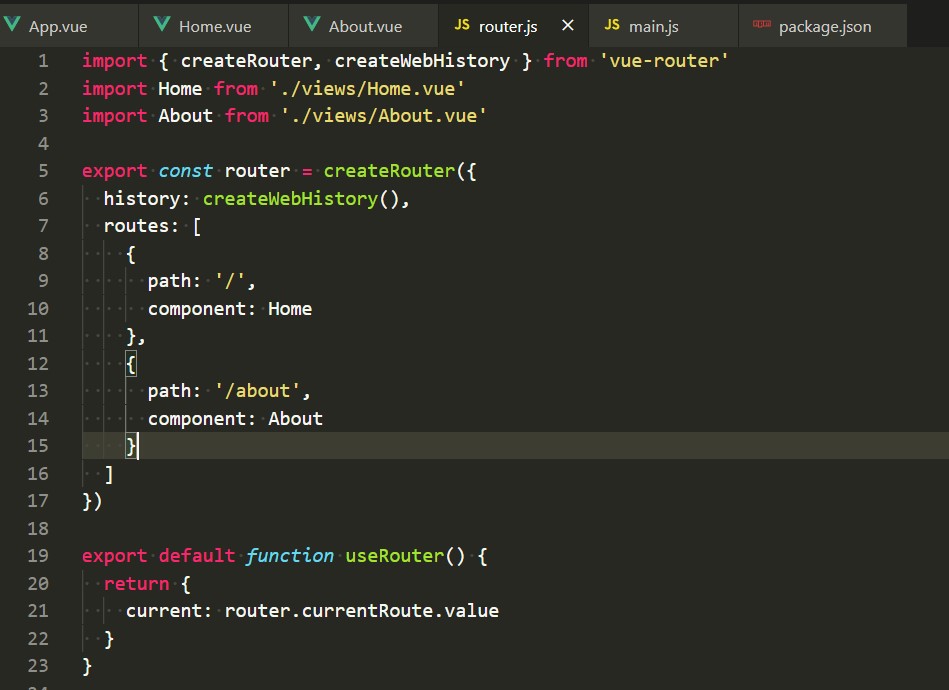 App.vue Home.vue About.vue JS router.js × JS main.js npm package.json
1 import { createRouter, createWebHistory } from 'vue-router'
2 import Home from './views/Home.vue'
3 import About from './views/About.vue'
4
5 export const router = createRouter({
6   history: createWebHistory(),
7   routes: [
8     {
9       path: '/',
10       component: Home
11     },
12     {
13       path: '/about',
14       component: About
15     }
16   ]
17 })
18
19 export default function useRouter() {
20   return {
21     current: router.currentRoute.value
22   }
23 }